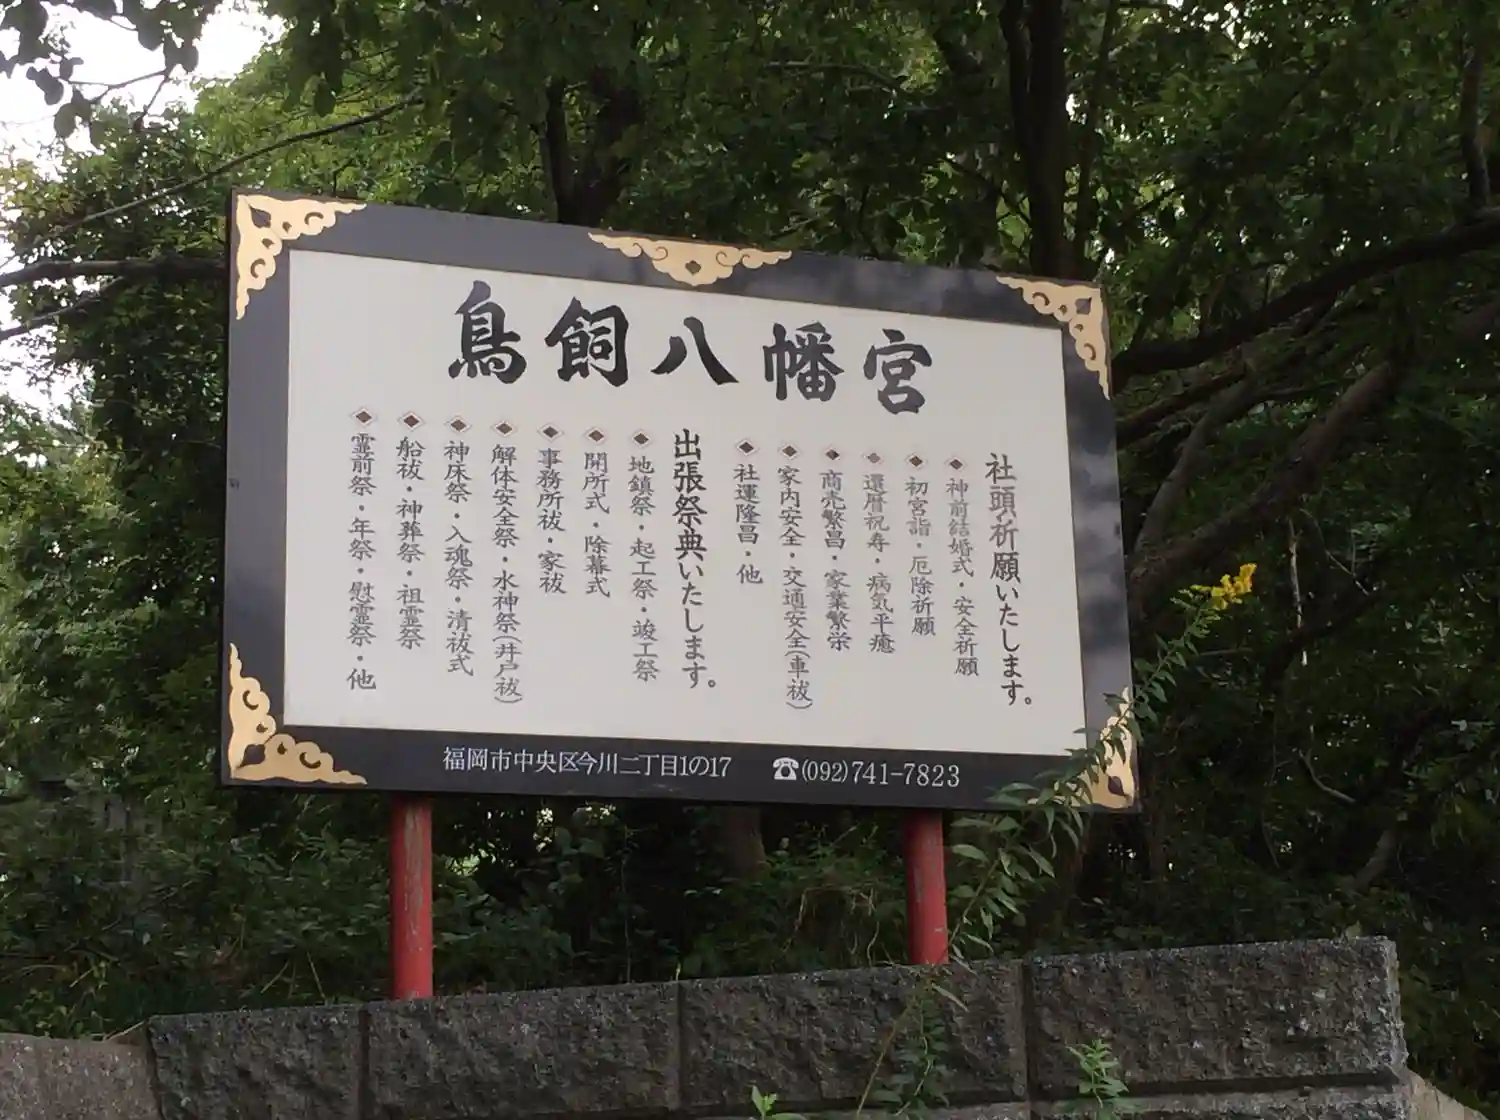 鳥飼八幡宮
社頭祈願いたします。
神前結婚式・安全祈願
初宮詣・厄除祈願
還暦祝寿・病気平癒
商売繁昌・家業繁栄
家内安全・交通安全(車祓)
社運隆昌・他
出張祭典いたします。
地鎮祭・起工祭・竣工祭
開所式・除幕式
事務所祓・家祓
解体安全祭・水神祭(井戸祓)
神床祭・入魂祭・清祓式
船祓・神葬祭・祖霊祭
霊前祭・年祭・慰霊祭・他
福岡市中央区今川二丁目1の17 ☎(092)741-7823